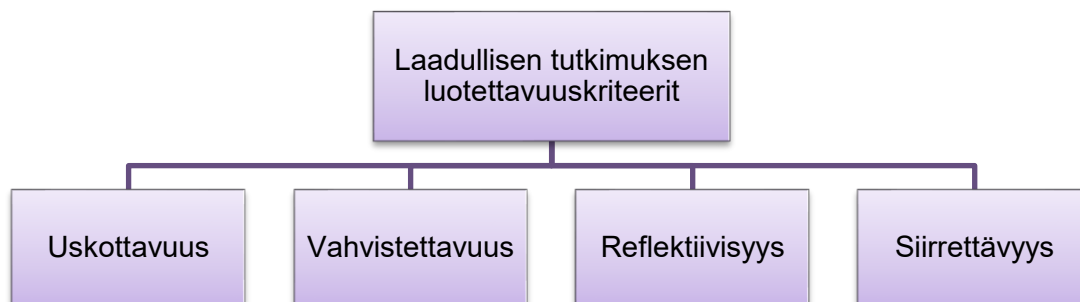 Laadullisen tutkimuksen
luotettavuuskriteerit
Uskottavuus
Vahvistettavuus
Reflektiivisyys
Siirrettävyys